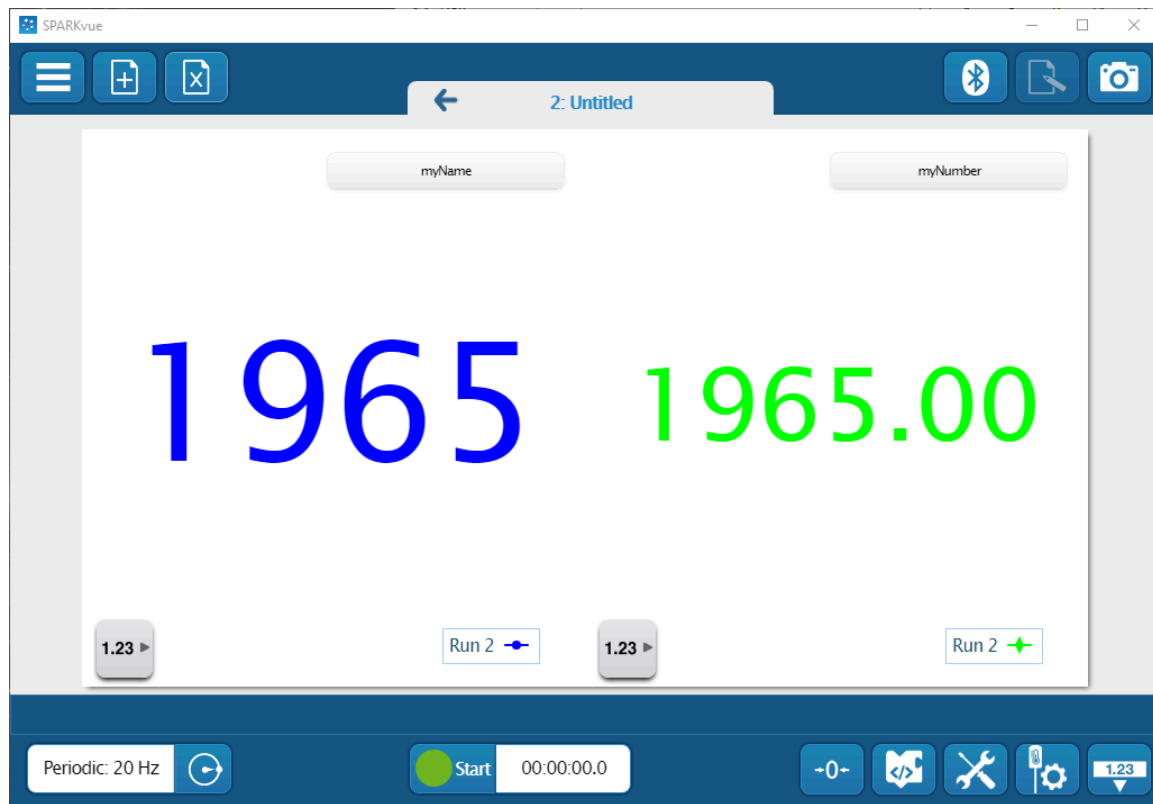 SPARKvue
2: Untitled
myName
myNumber
1965
1965.00
1.23
Run 2
1.23
Run 2
Periodic: 20 Hz
Start
00:00:00.0
→0←
</>
1.23